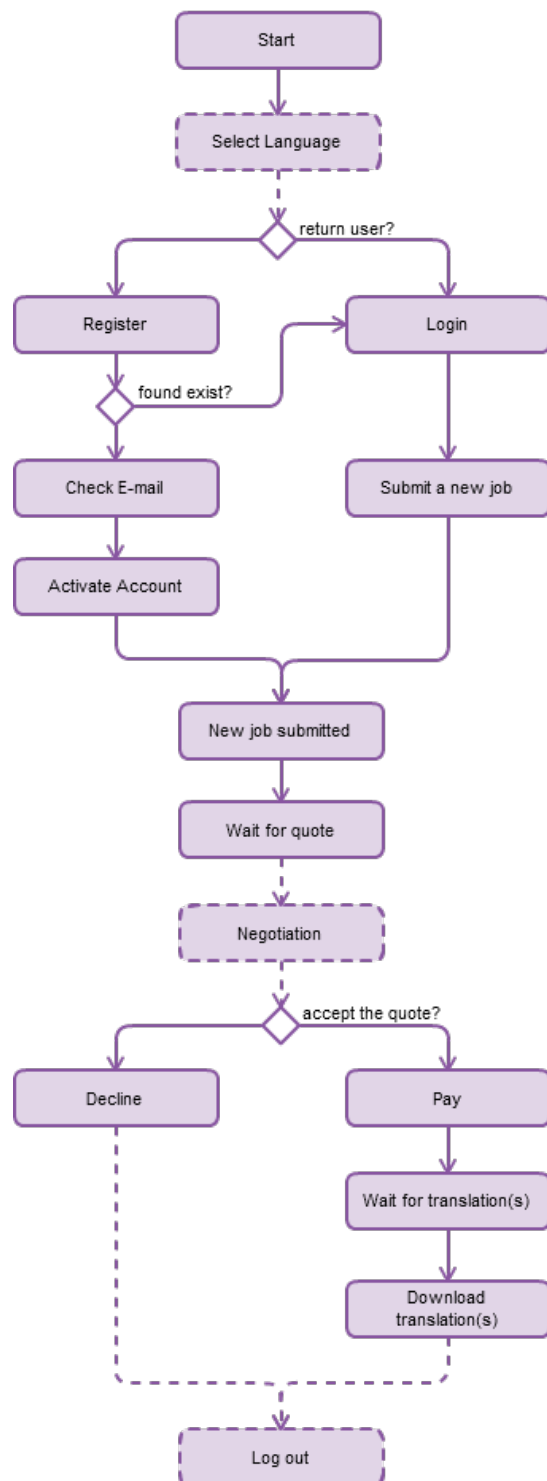 Start
Select Language
return user?
Register
Login
found exist?
Check E-mail
Submit a new job
Activate Account
New job submitted
Wait for quote
Negotiation
accept the quote?
Decline
Pay
Wait for translation(s)
Download
translation(s)
Log out